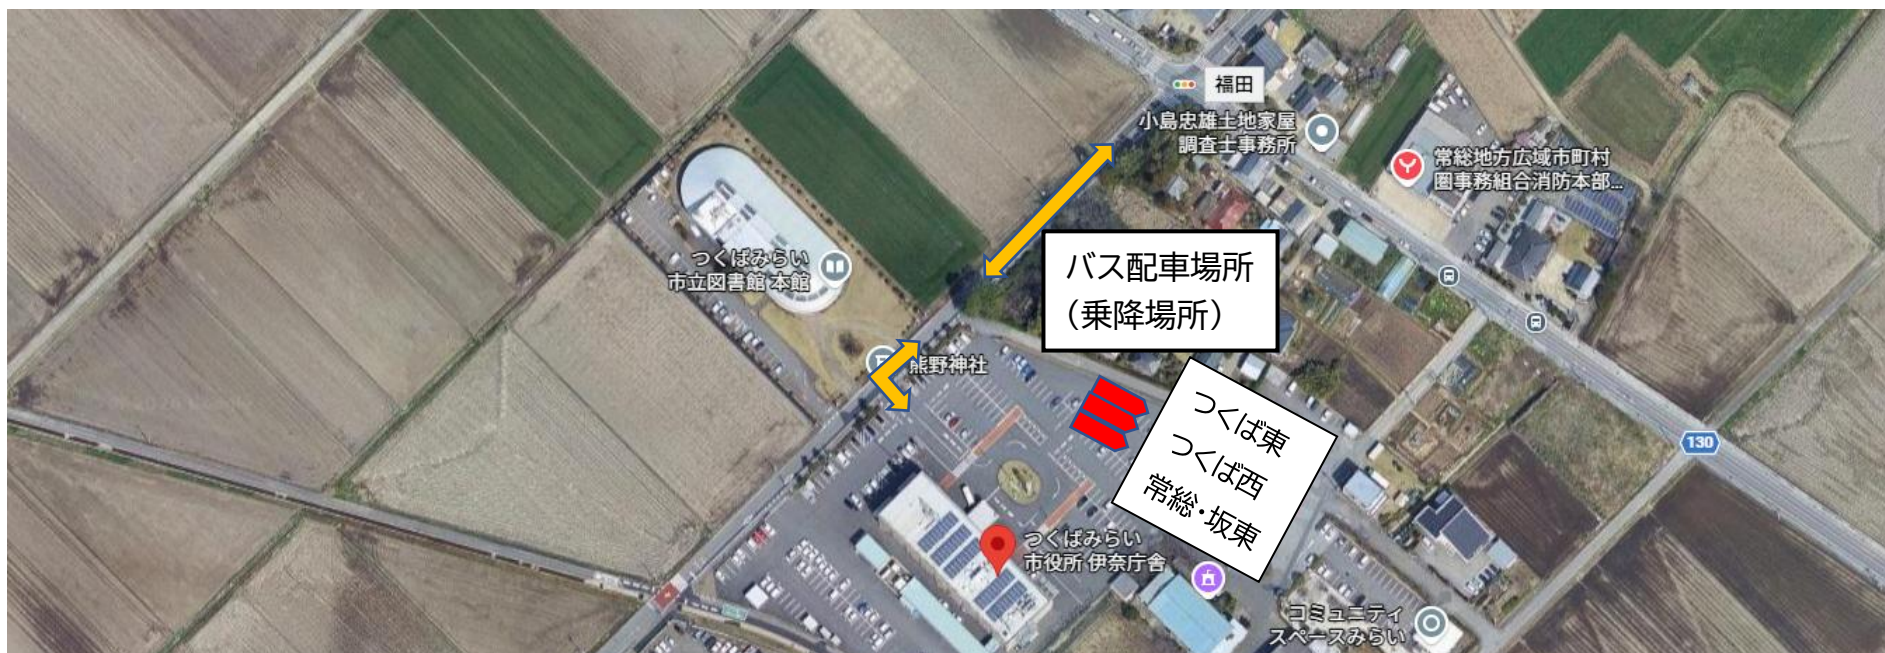 福田
小島忠雄土地家屋
調査士事務所
常総地方広域市町村
圏事務組合消防本部...
つくばみらい
市立図書館 本館
バス配車場所
（乗降場所）
熊野神社
つくば東
つくば西
常総・坂東
130
つくばみらい
市役所 伊奈庁舎
コミュニティ
スペースみらい